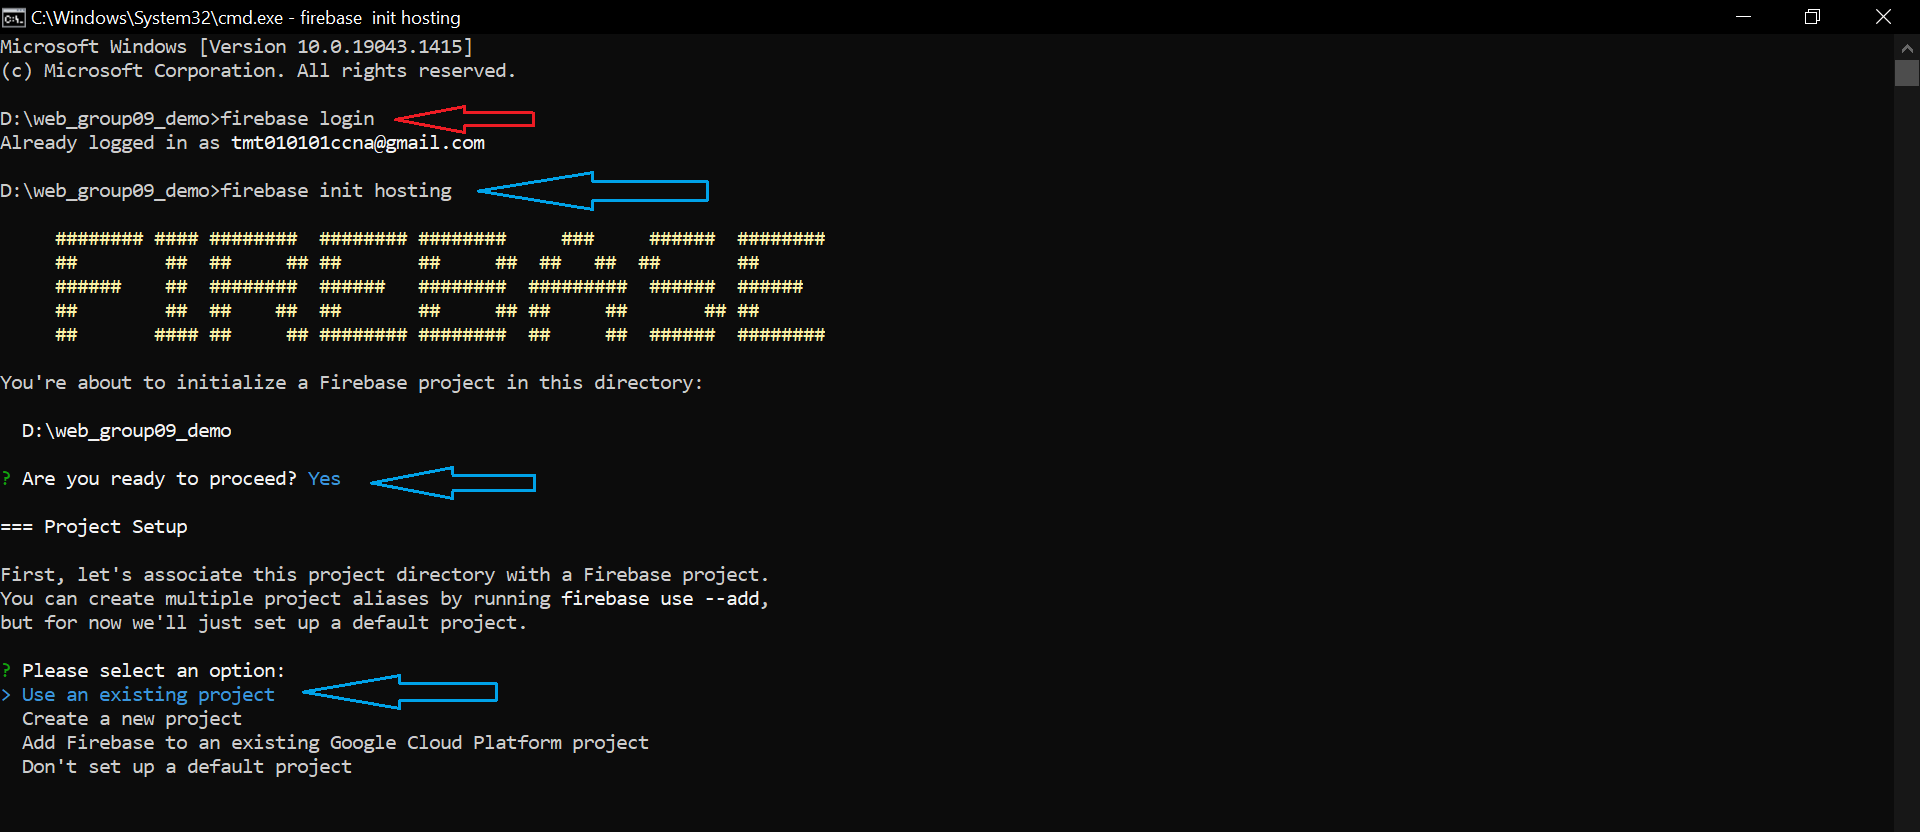 C:\Windows\System32\cmd.exe - firebase  init hosting
Microsoft Windows [Version 10.0.19043.1415]
(c) Microsoft Corporation. All rights reserved.
D:\web_group09_demo>firebase login
Already logged in as tmt010101ccna@gmail.com
D:\web_group09_demo>firebase init hosting
     ######## #### ########  ######## ########     ###     ######  ########
     ##        ##  ##     ## ##       ##     ##  ##   ##  ##       ##
     ######    ##  ########  ######   ########  #########  ######  ######
     ##        ##  ##    ##  ##       ##     ## ##     ##       ## ##
     ##       #### ##     ## ######## ########  ##     ##  ######  ########
You're about to initialize a Firebase project in this directory:
  D:\web_group09_demo
? Are you ready to proceed? Yes
=== Project Setup
First, let's associate this project directory with a Firebase project.
You can create multiple project aliases by running firebase use --add,
but for now we'll just set up a default project.
? Please select an option:
> Use an existing project
  Create a new project
  Add Firebase to an existing Google Cloud Platform project
  Don't set up a default project